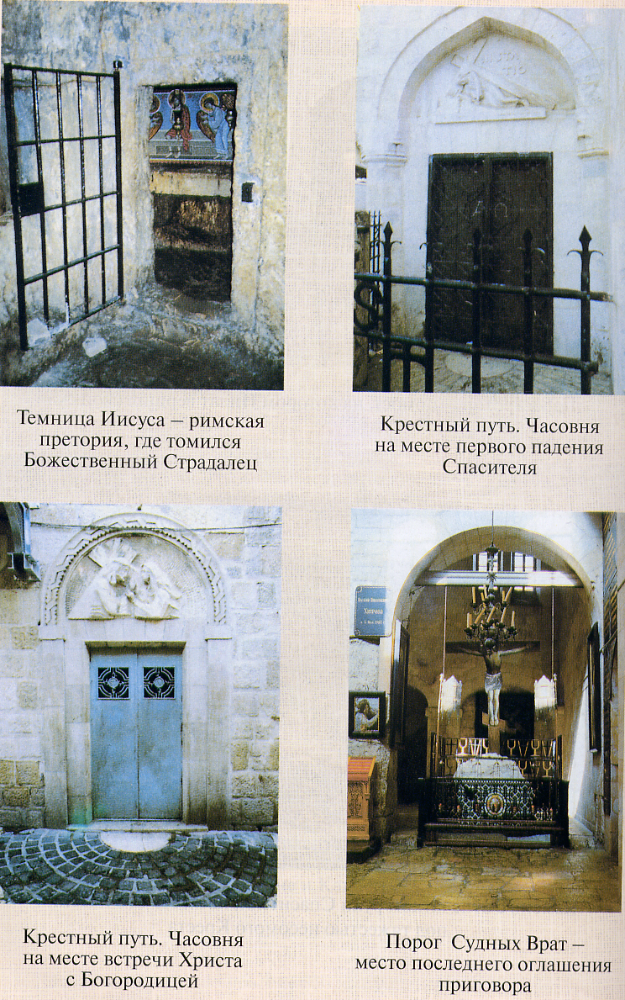 Темница Иисуса – римская
претория, где томился
Божественный Страдалец
Крестный путь. Часовня
на месте первого падения
Спасителя
Крестный путь. Часовня
на месте встречи Христа
с Богородицей
Порог Судных Врат –
место последнего оглашения
приговора